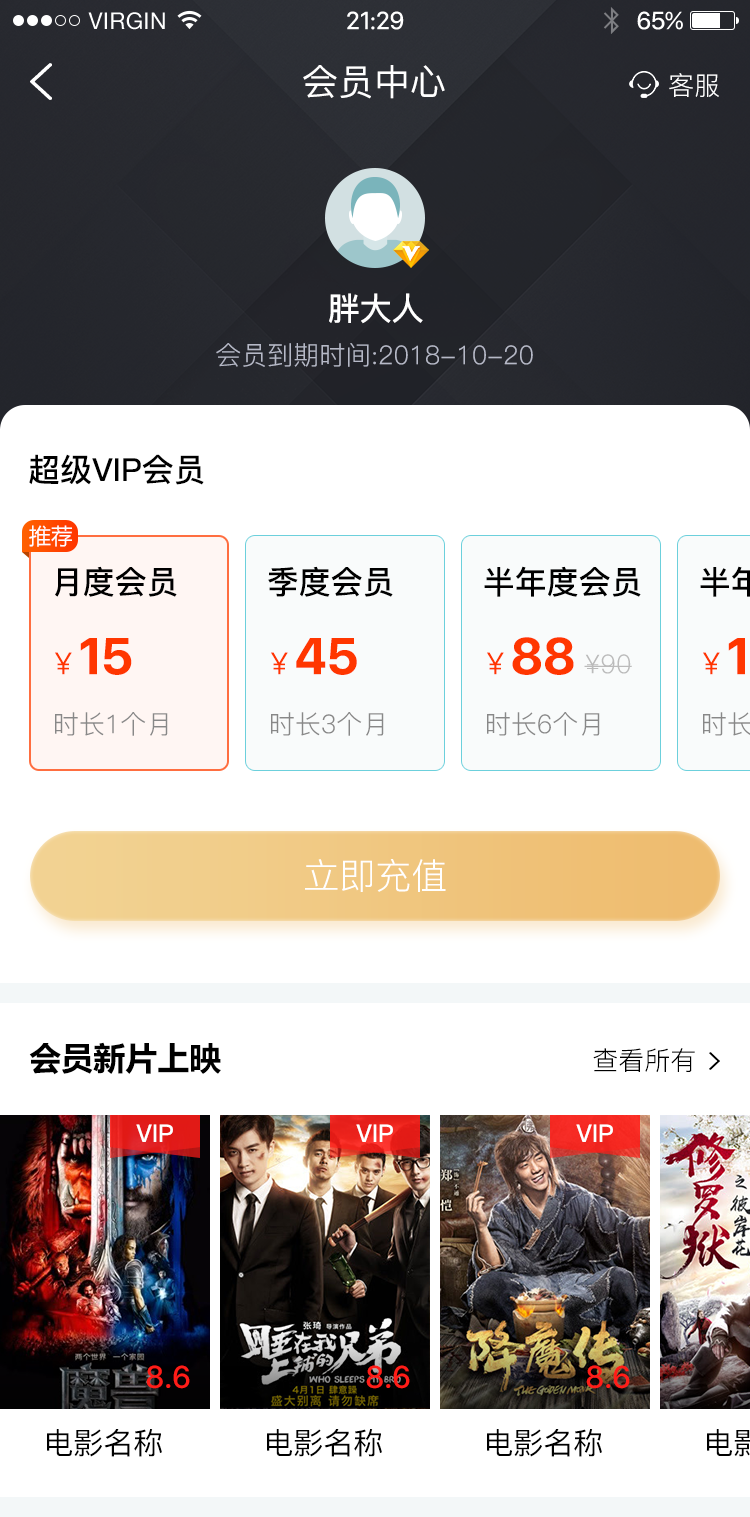 VIRGIN 21:29 65%
会员中心
客服
胖大人
会员到期时间:2018-10-20
超级VIP会员
推荐
月度会员 季度会员 半年度会员 半年
¥15 ¥45 ¥88 ¥90 ¥1
时长1个月 时长3个月 时长6个月 时长
立即充值
会员新片上映 查看所有
VIP VIP VIP
郑恺
修罗狱
之彼岸花
张琦 导演作品
睡在我上铺的兄弟
两个世界 一个家园
魔兽
降魔传
8.6 8.6 8.6
4月1日 肆意躁
盛大别离 请勿缺席
电影名称 电影名称 电影名称 电影